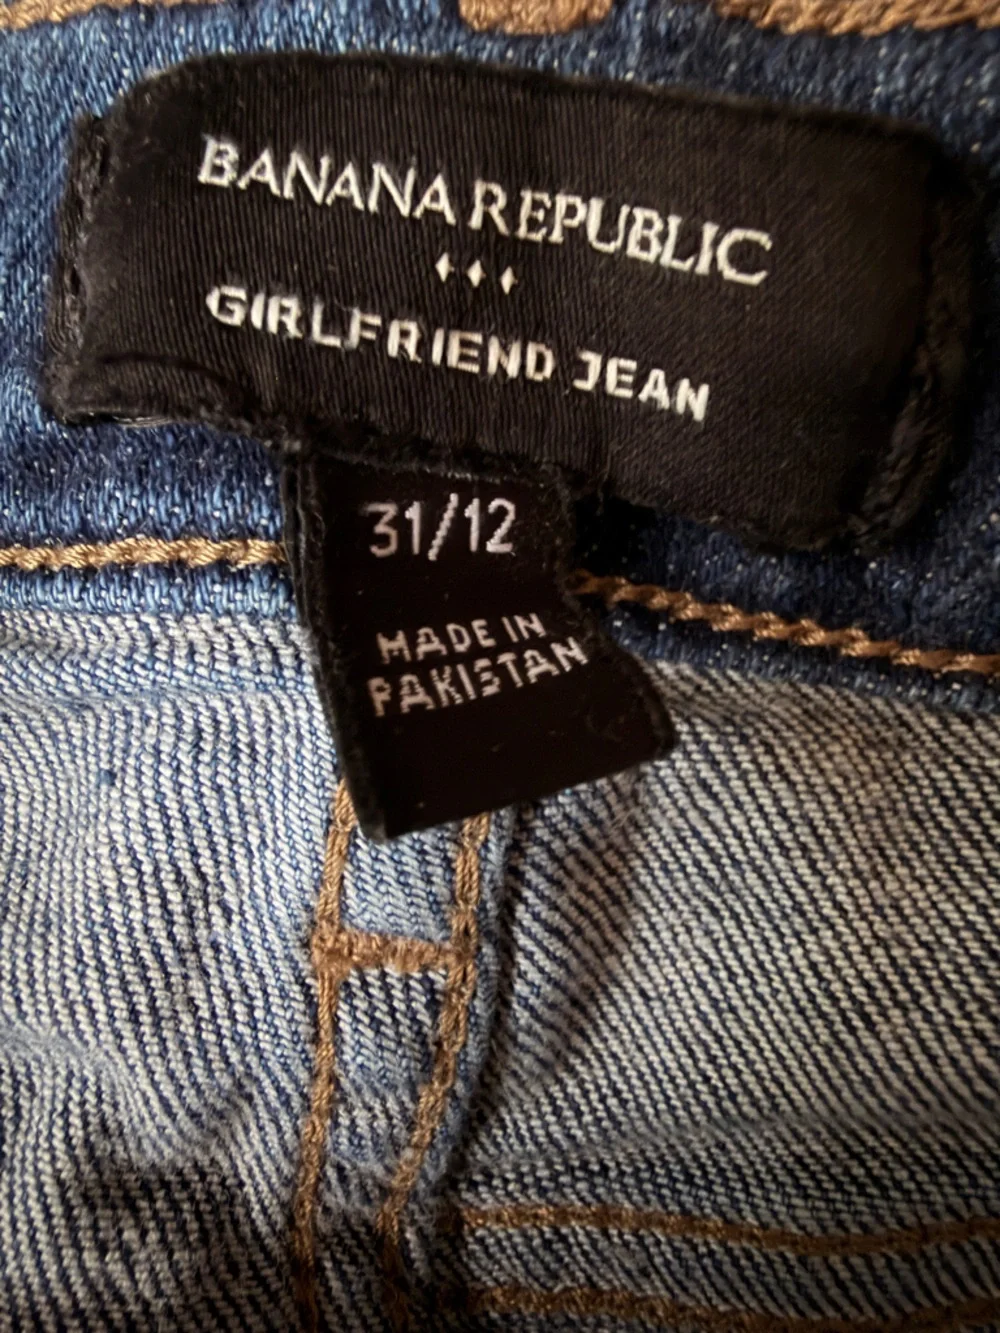 BANANA REPUBLIC
GIRLFRIEND JEAN
31/12
MADE IN
PAKISTAN